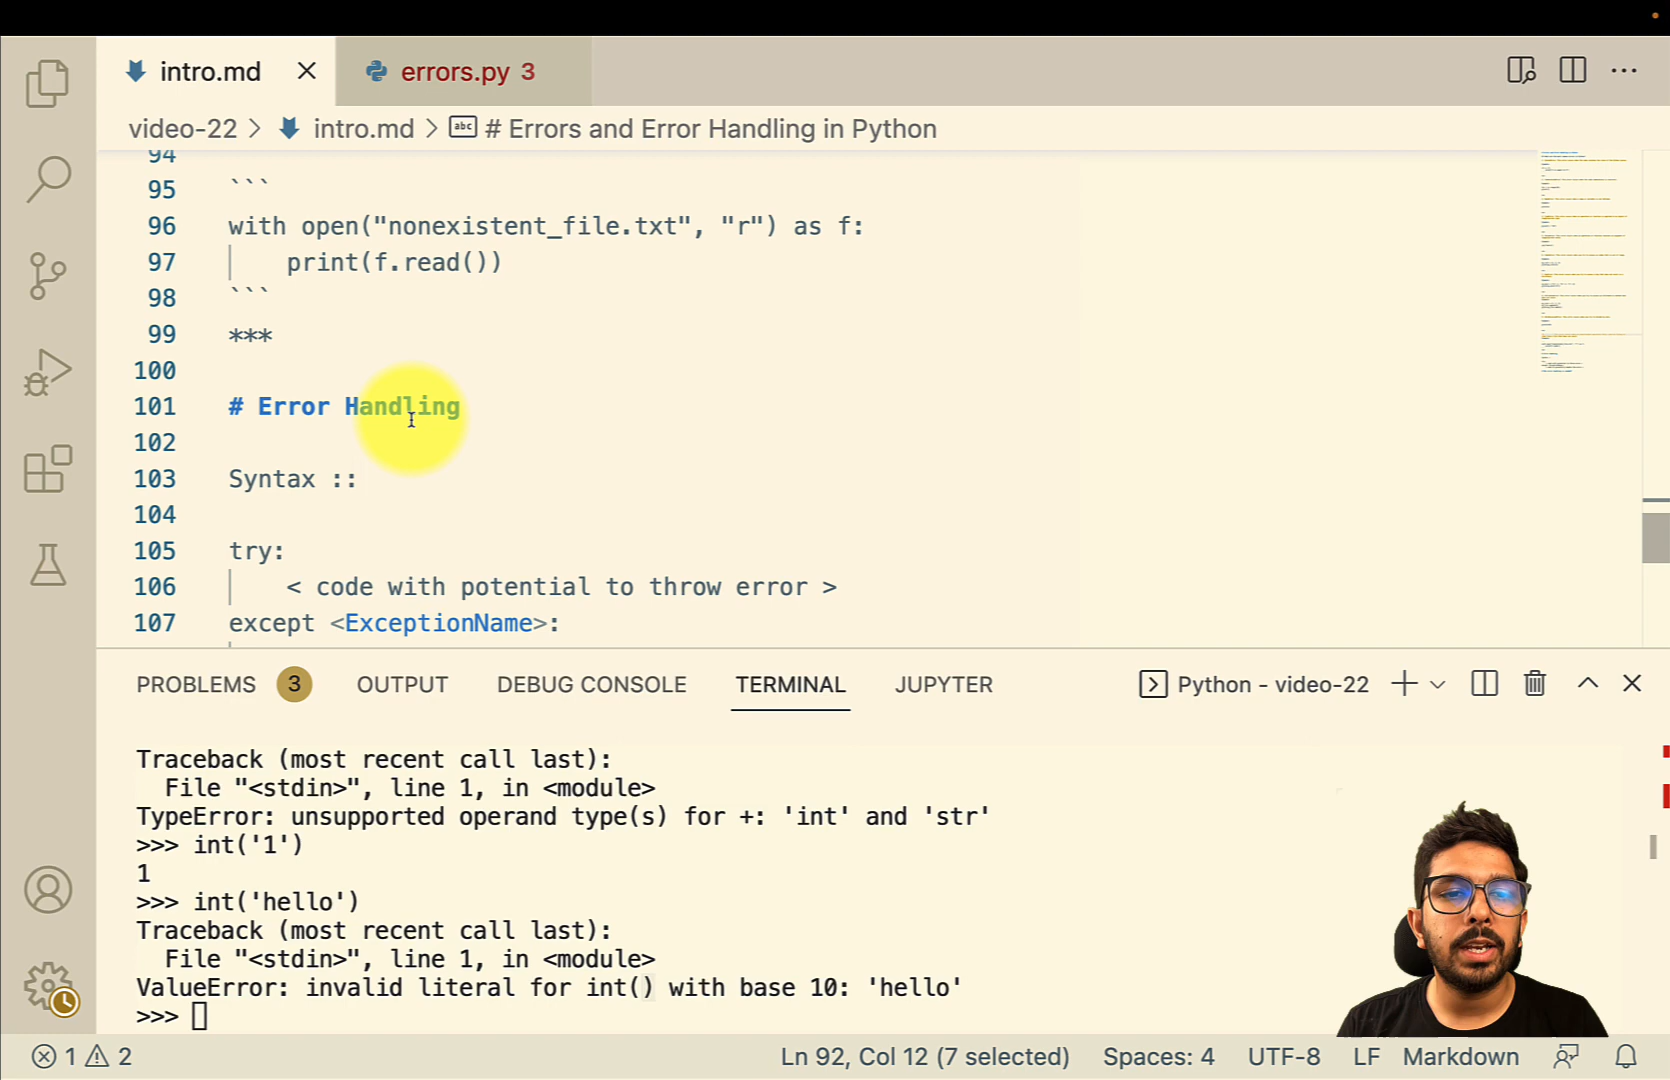 intro.md
errors.py 3
video-22 > intro.md > abc # Errors and Error Handling in Python
94
95 ```
96 with open("nonexistent_file.txt", "r") as f:
97 print(f.read())
98 ```
99 ***
100
101 # Error Handling
102
103 Syntax ::
104
105 try:
106 < code with potential to throw error >
107 except <ExceptionName>:
PROBLEMS 3 OUTPUT DEBUG CONSOLE TERMINAL JUPYTER Python - video-22
Traceback (most recent call last):
File "<stdin>", line 1, in <module>
TypeError: unsupported operand type(s) for +: 'int' and 'str'
>>> int('1')
1
>>> int('hello')
Traceback (most recent call last):
File "<stdin>", line 1, in <module>
ValueError: invalid literal for int() with base 10: 'hello'
>>>
1 2 Ln 92, Col 12 (7 selected) Spaces: 4 UTF-8 LF Markdown